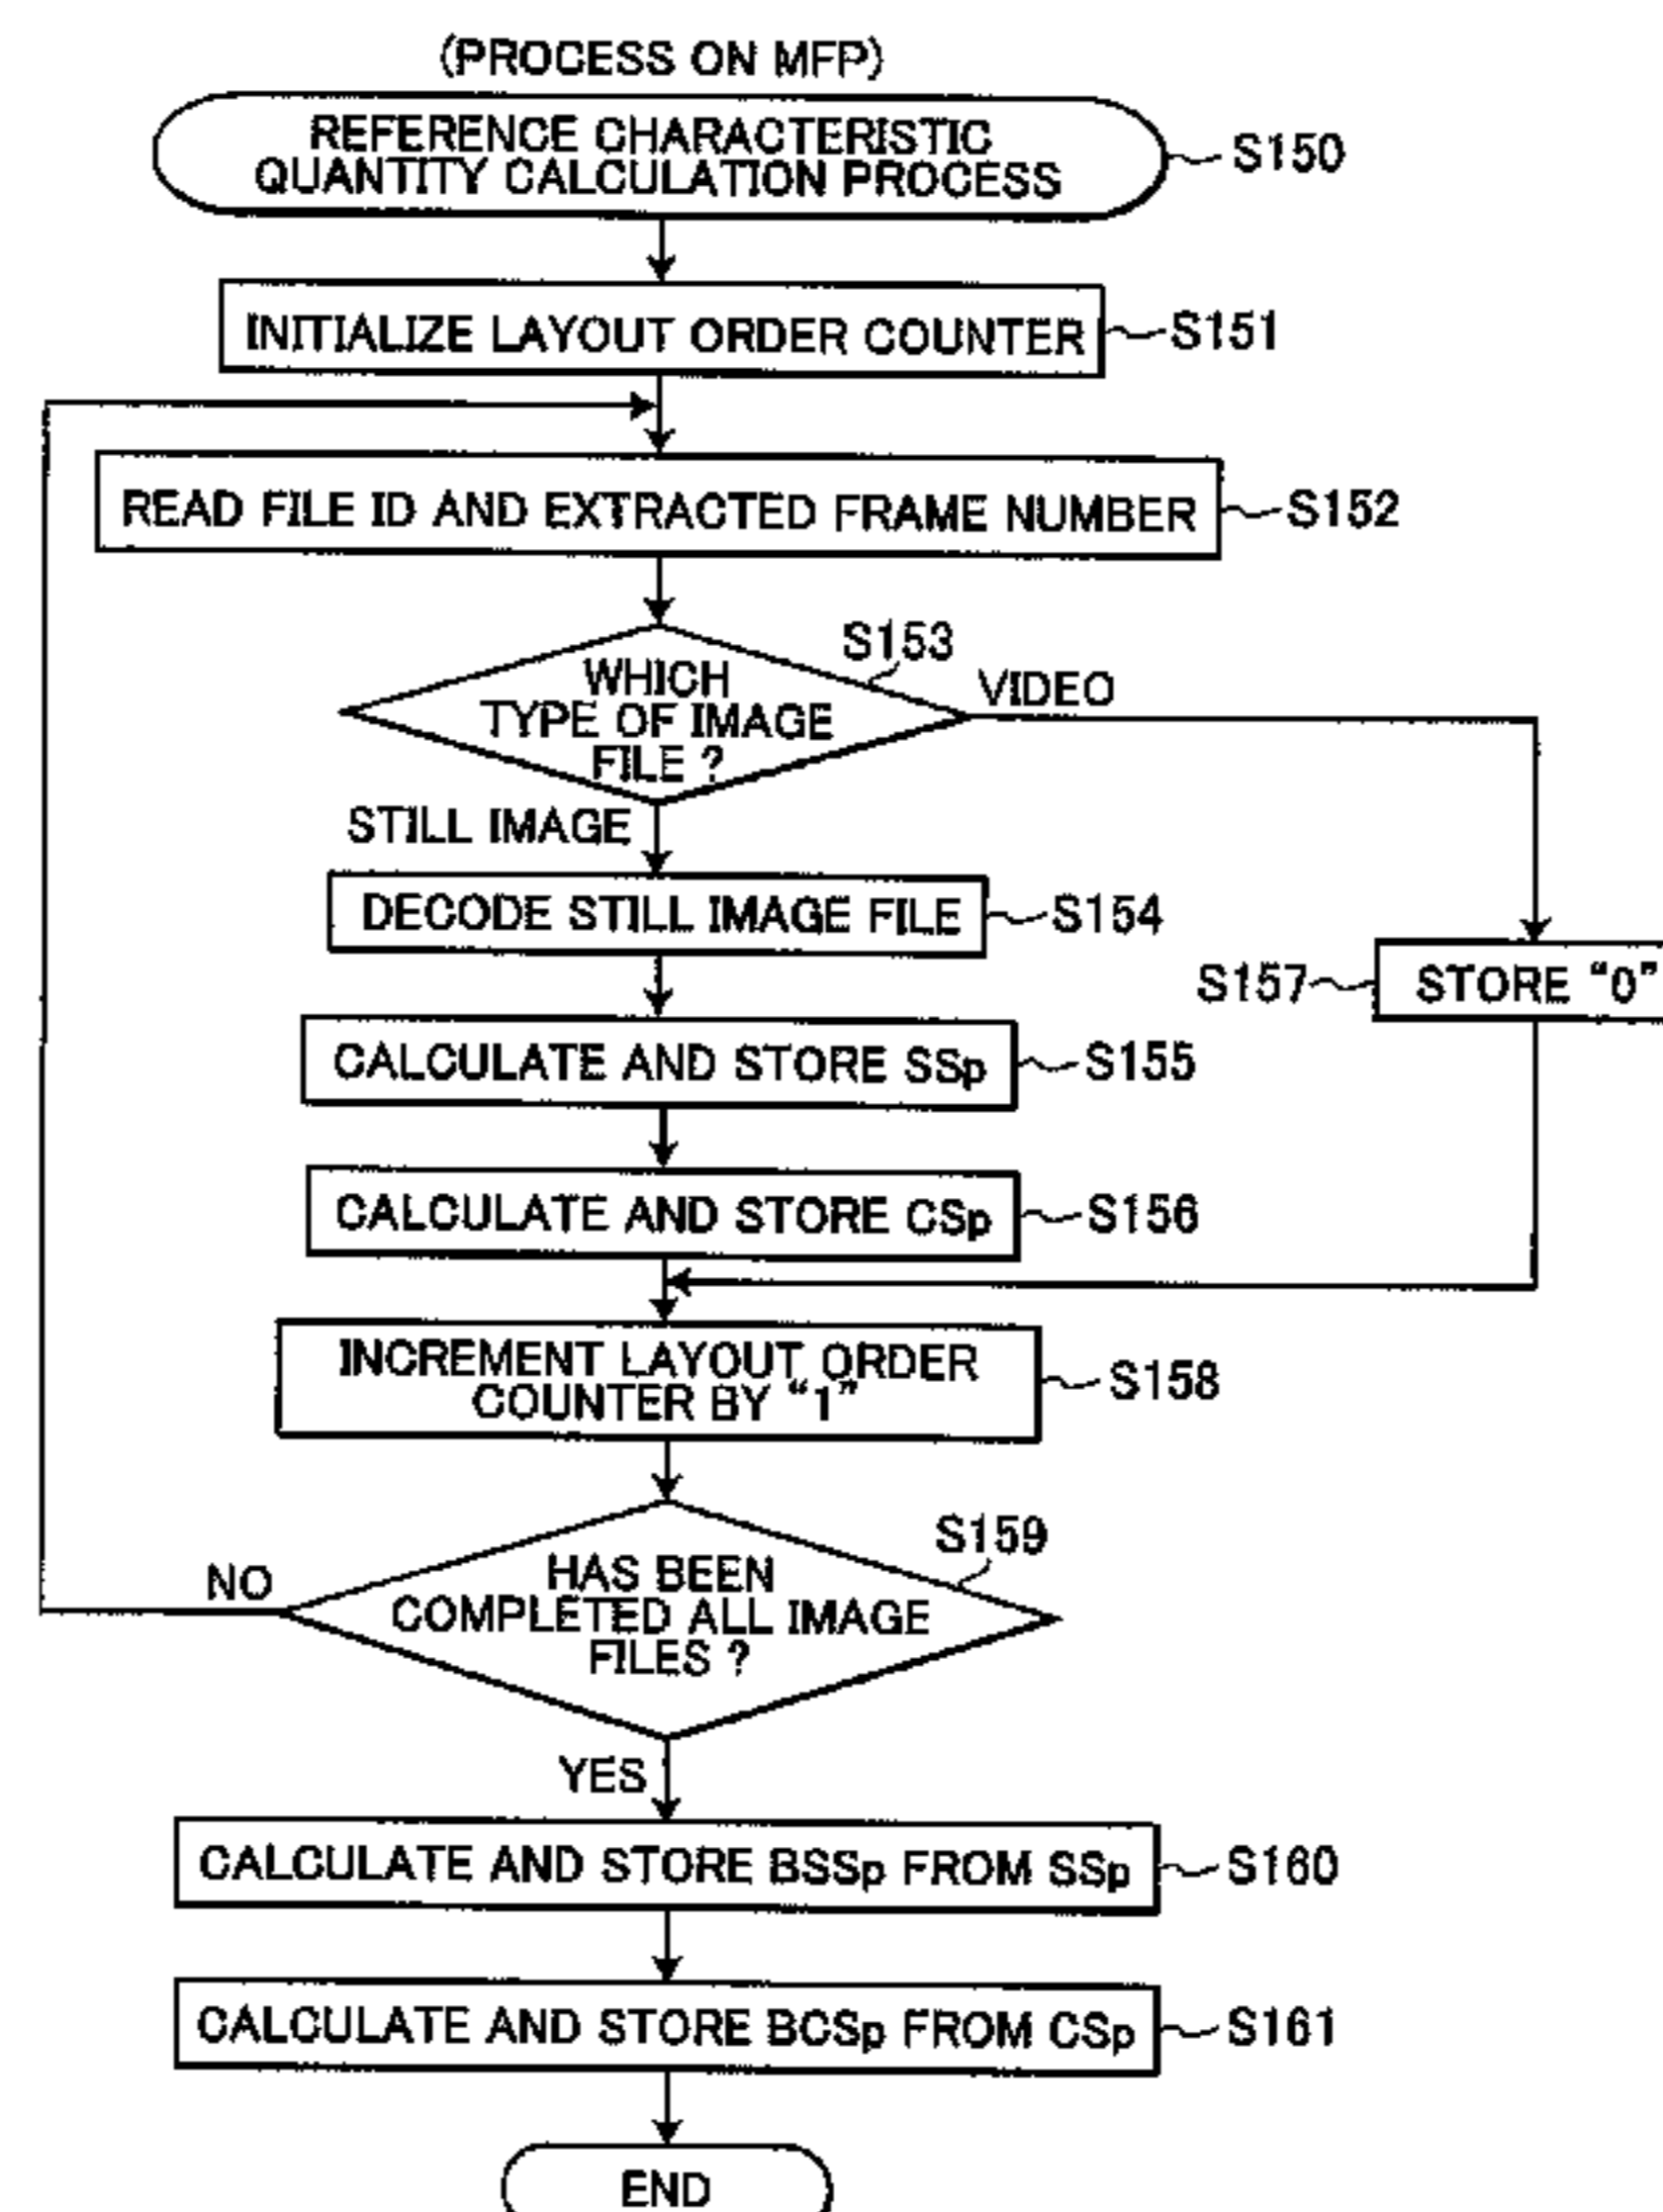 (PROCESS ON MFP)
REFERENCE CHARACTERISTIC
QUANTITY CALCULATION PROCESS
S150
INITIALIZE LAYOUT ORDER COUNTER
S151
READ FILE ID AND EXTRACTED FRAME NUMBER
S152
S153
WHICH
TYPE OF IMAGE
FILE ?
VIDEO
STILL IMAGE
DECODE STILL IMAGE FILE
S154
S157
STORE “0”
CALCULATE AND STORE SSp
S155
CALCULATE AND STORE CSp
S156
INCREMENT LAYOUT ORDER
COUNTER BY “1”
S158
S159
HAS BEEN
COMPLETED ALL IMAGE
FILES ?
NO
YES
CALCULATE AND STORE BSSp FROM SSp
S160
CALCULATE AND STORE BCSp FROM CSp
S161
END